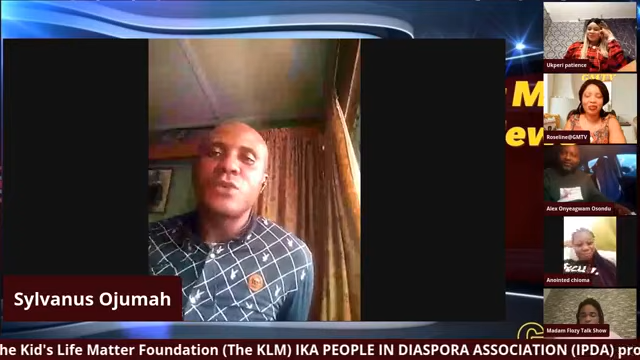 M
ew
Ukperi patience
Roseline@GMTV
Alex Onyeagwam Osondu
Anointed chioma
Madam Flozy Talk Show
Sylvanus Ojumah
he Kid's Life Matter Foundation (The KLM) IKA PEOPLE IN DIASPORA ASSOCIATION (IPDA) pro